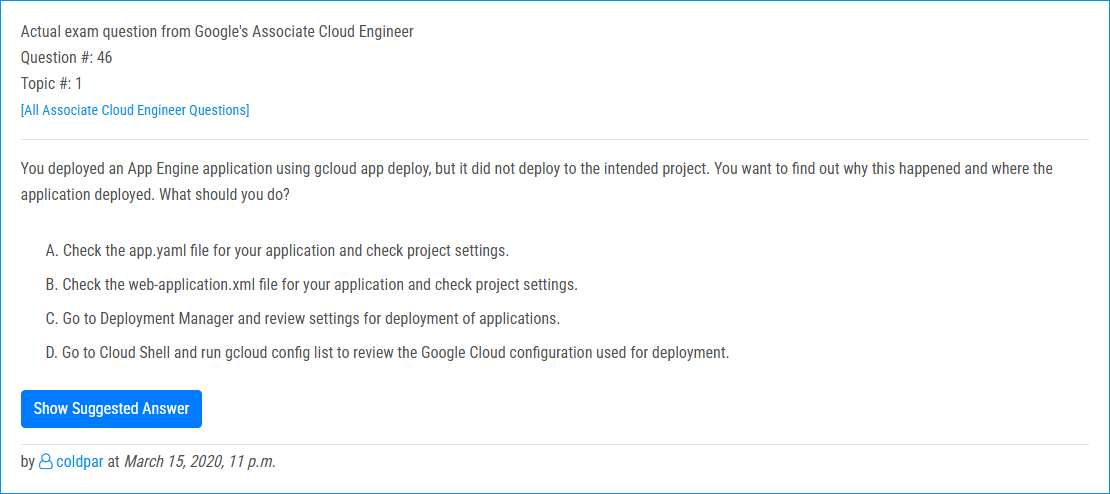 Actual exam question from Google's Associate Cloud Engineer
Question #: 46
Topic #: 1
[All Associate Cloud Engineer Questions]
You deployed an App Engine application using gcloud app deploy, but it did not deploy to the intended project. You want to find out why this happened and where the
application deployed. What should you do?
A. Check the app.yaml file for your application and check project settings.
B. Check the web-application.xml file for your application and check project settings.
C. Go to Deployment Manager and review settings for deployment of applications.
D. Go to Cloud Shell and run gcloud config list to review the Google Cloud configuration used for deployment.
Show Suggested Answer
by coldpar at March 15, 2020, 11 p.m.